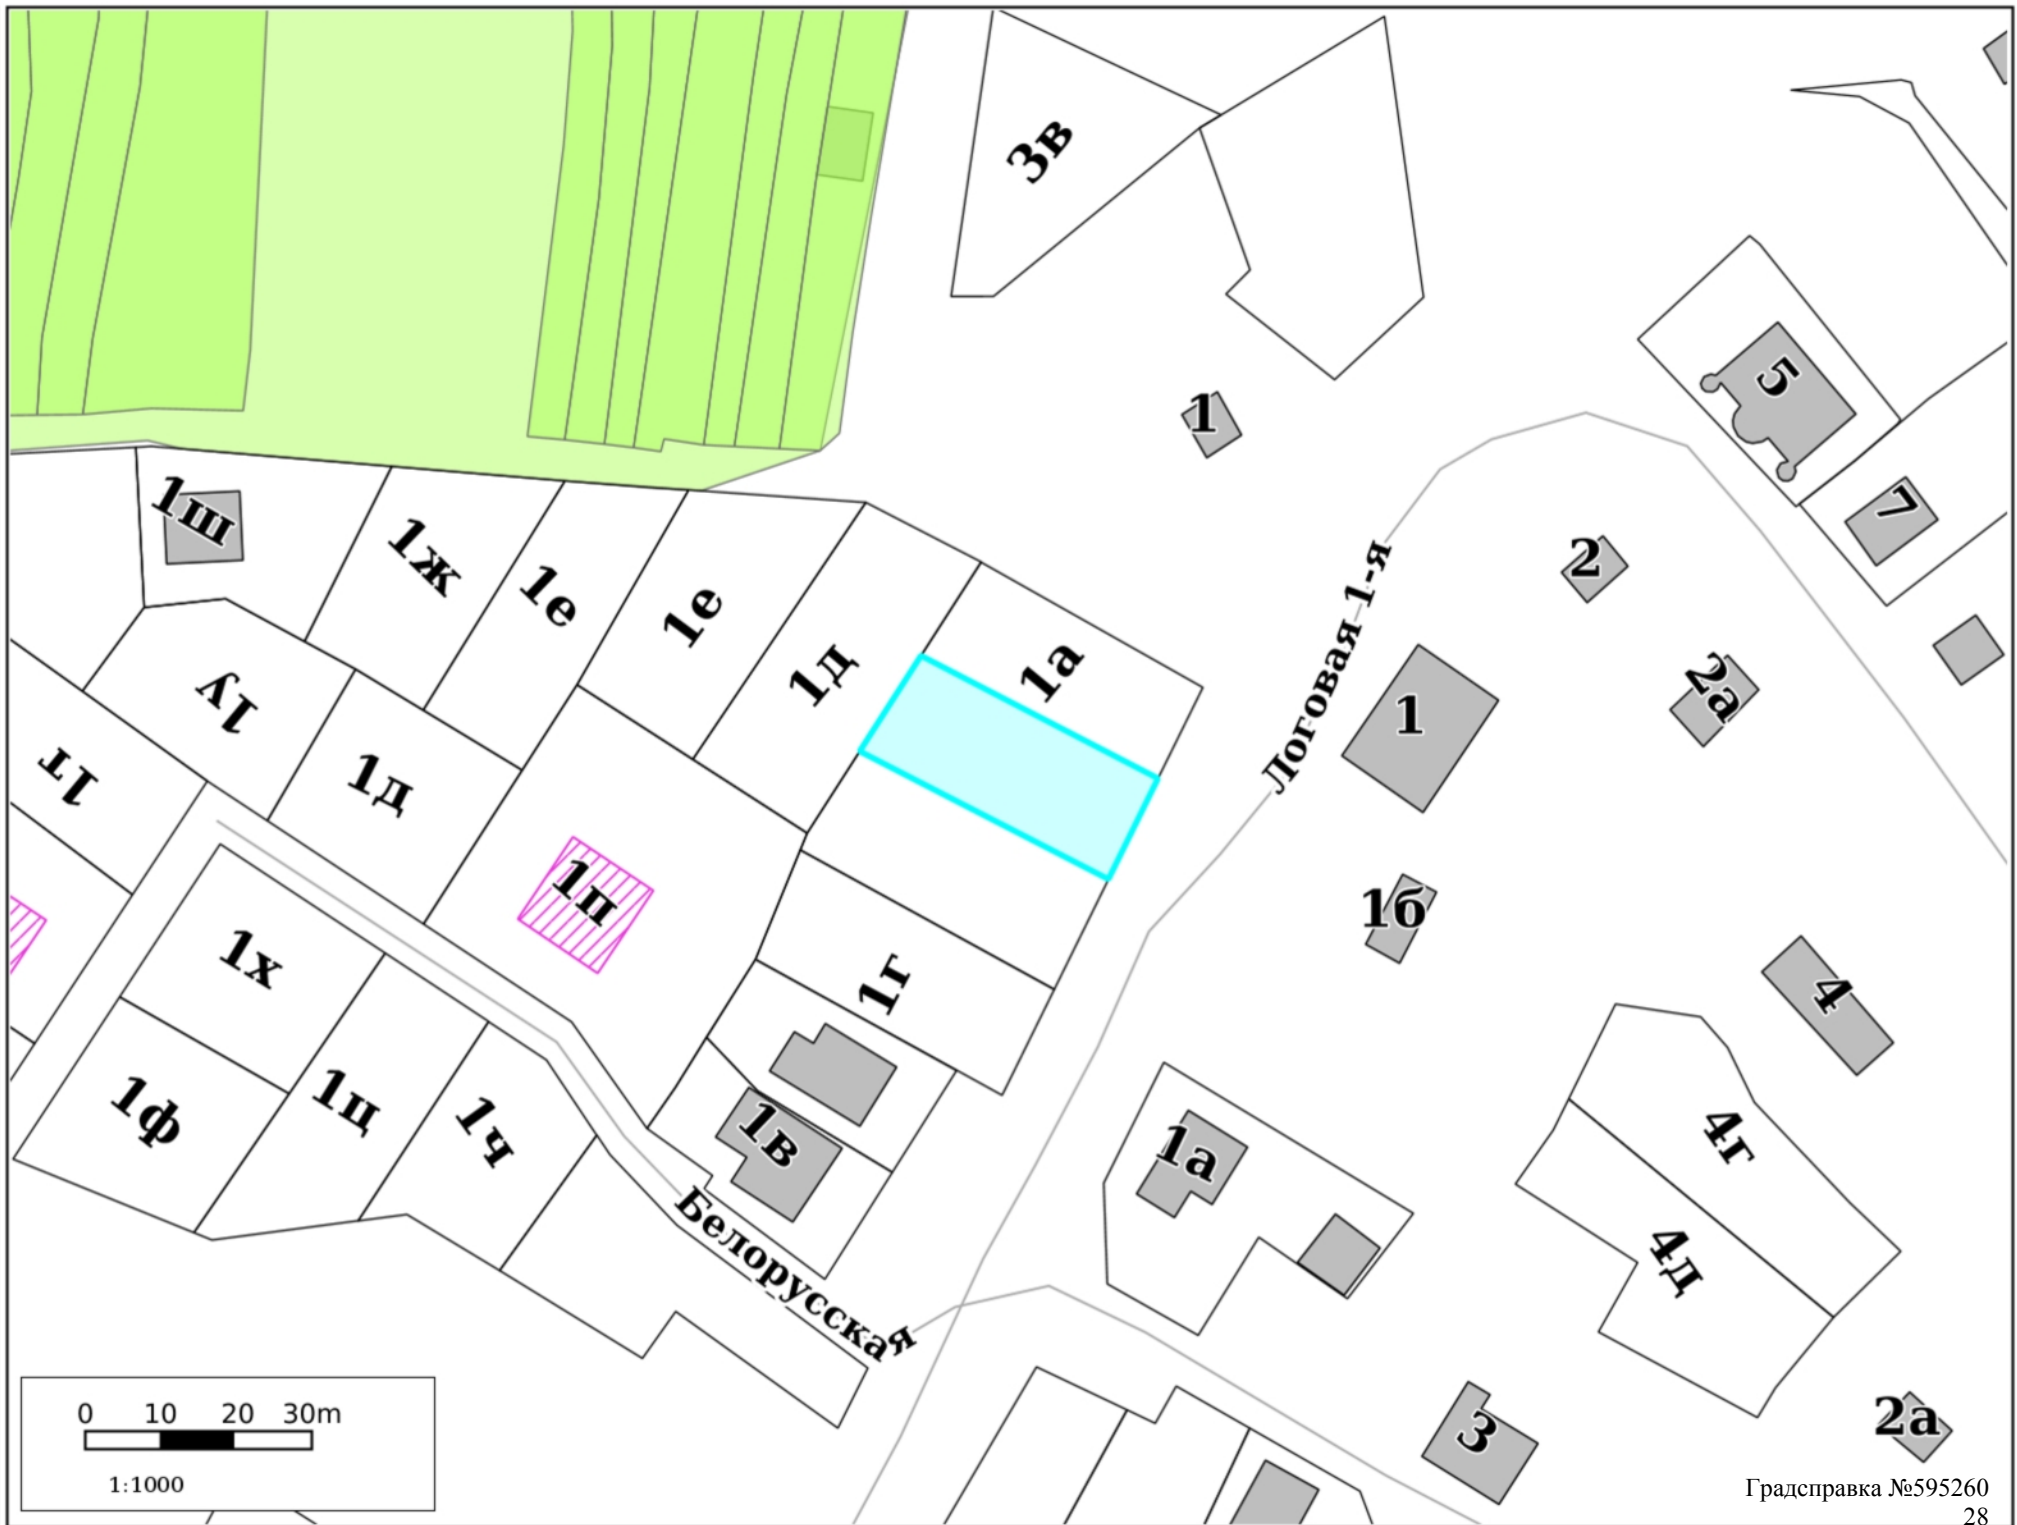 3в
5
1
7
1ш
1ж
1е
1е
2
1д
1а
Логовая 1-я
1
2а
1у
1т
1д
1п
1б
1х
1г
4
1ф
1ц
1ч
1в
1а
4г
4д
Белорусская
3
2а
0 10 20 30m
1:1000
Градсправка №595260
28